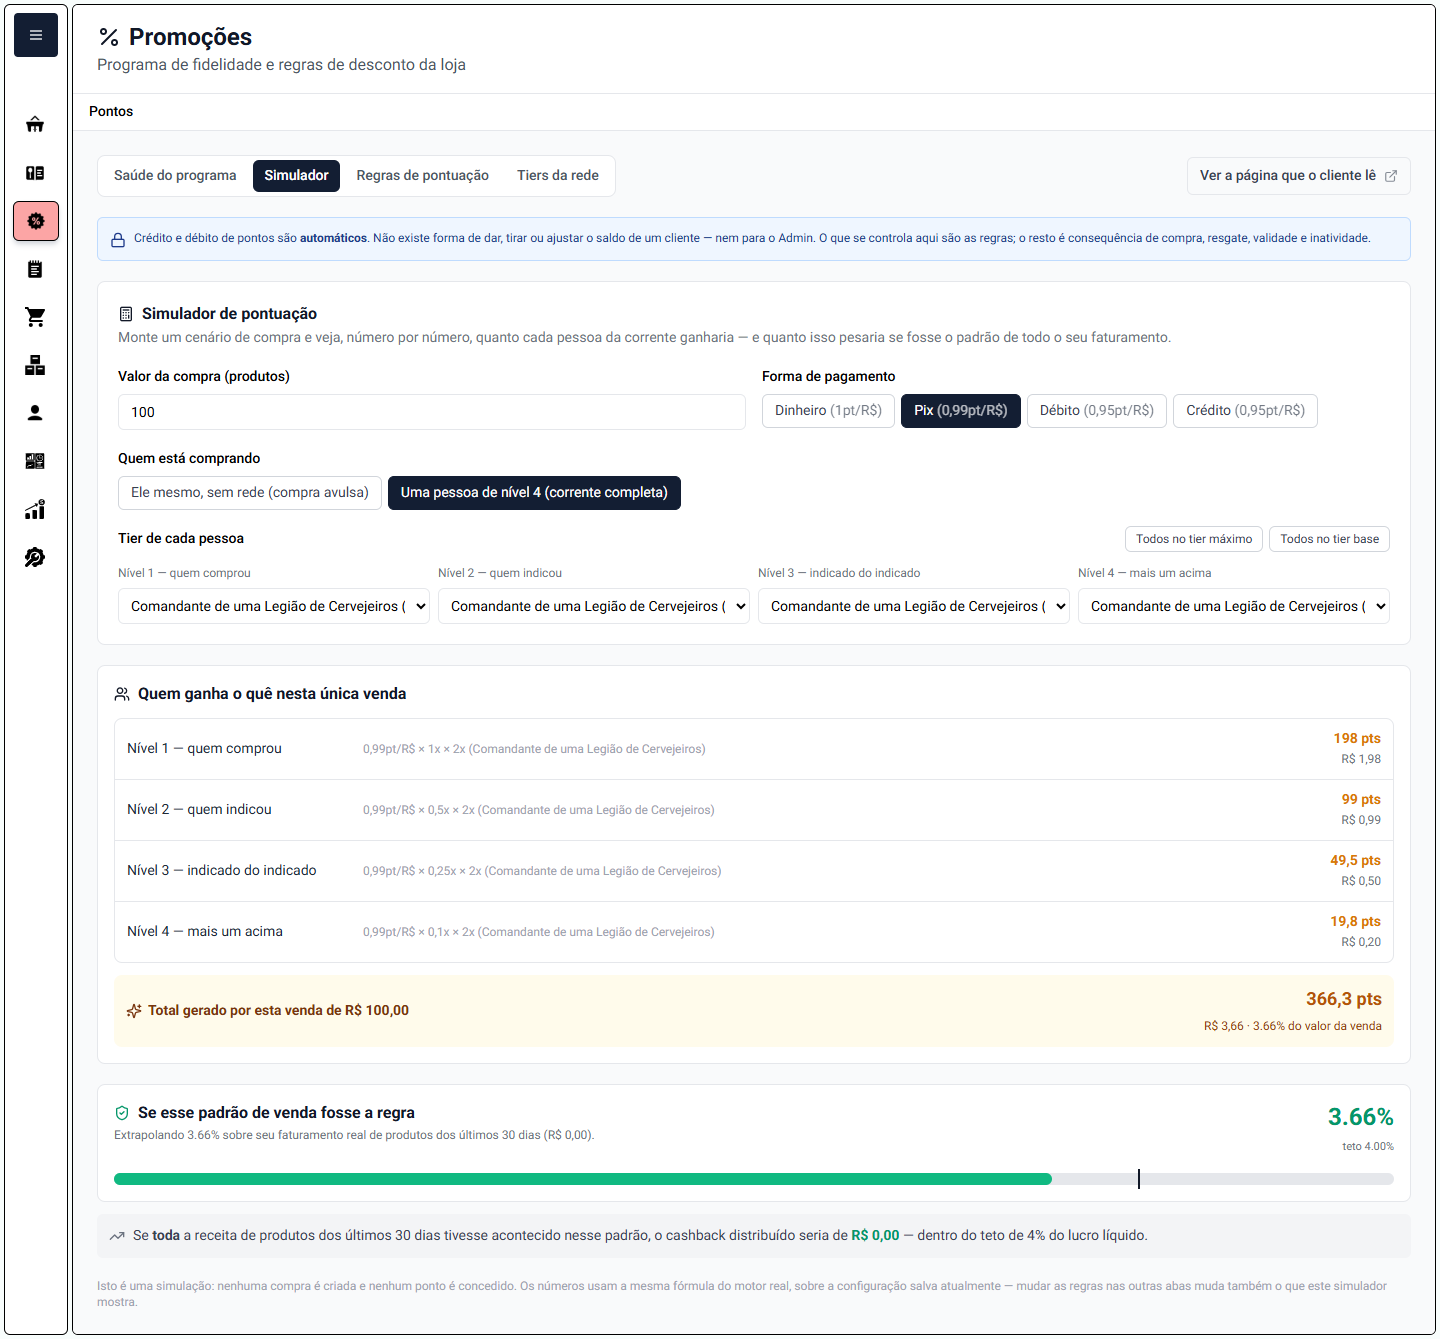 Promoções
Programa de fidelidade e regras de desconto da loja
Pontos
Saúde do programa
Simulador
Regras de pontuação
Tiers da rede
Ver a página que o cliente lê
Crédito e débito de pontos são automáticos. Não existe forma de dar, tirar ou ajustar o saldo de um cliente — nem para o Admin. O que se controla aqui são as regras; o resto é consequência de compra, resgate, validade e inatividade.
Simulador de pontuação
Monte um cenário de compra e veja, número por número, quanto cada pessoa da corrente ganharia — e quanto isso pesaria se fosse o padrão de todo o seu faturamento.
Valor da compra (produtos)
100
Forma de pagamento
Dinheiro (1pt/R$)
Pix (0,99pt/R$)
Débito (0,95pt/R$)
Crédito (0,95pt/R$)
Quem está comprando
Ele mesmo, sem rede (compra avulsa)
Uma pessoa de nível 4 (corrente completa)
Tier de cada pessoa
Todos no tier máximo
Todos no tier base
Nível 1 — quem comprou
Comandante de uma Legião de Cervejeiros (
Nível 2 — quem indicou
Comandante de uma Legião de Cervejeiros (
Nível 3 — indicado do indicado
Comandante de uma Legião de Cervejeiros (
Nível 4 — mais um acima
Comandante de uma Legião de Cervejeiros (
Quem ganha o quê nesta única venda
Nível 1 — quem comprou
0,99pt/R$ × 1x × 2x (Comandante de uma Legião de Cervejeiros)
198 pts
R$ 1,98
Nível 2 — quem indicou
0,99pt/R$ × 0,5x × 2x (Comandante de uma Legião de Cervejeiros)
99 pts
R$ 0,99
Nível 3 — indicado do indicado
0,99pt/R$ × 0,25x × 2x (Comandante de uma Legião de Cervejeiros)
49,5 pts
R$ 0,50
Nível 4 — mais um acima
0,99pt/R$ × 0,1x × 2x (Comandante de uma Legião de Cervejeiros)
19,8 pts
R$ 0,20
Total gerado por esta venda de R$ 100,00
366,3 pts
R$ 3,66 · 3.66% do valor da venda
Se esse padrão de venda fosse a regra
Extrapolando 3.66% sobre seu faturamento real de produtos dos últimos 30 dias (R$ 0,00).
3.66%
teto 4.00%
Se toda a receita de produtos dos últimos 30 dias tivesse acontecido nesse padrão, o cashback distribuído seria de R$ 0,00 — dentro do teto de 4% do lucro líquido.
Isto é uma simulação: nenhuma compra é criada e nenhum ponto é concedido. Os números usam a mesma fórmula do motor real, sobre a configuração salva atualmente — mudar as regras nas outras abas muda também o que este simulador
mostra.